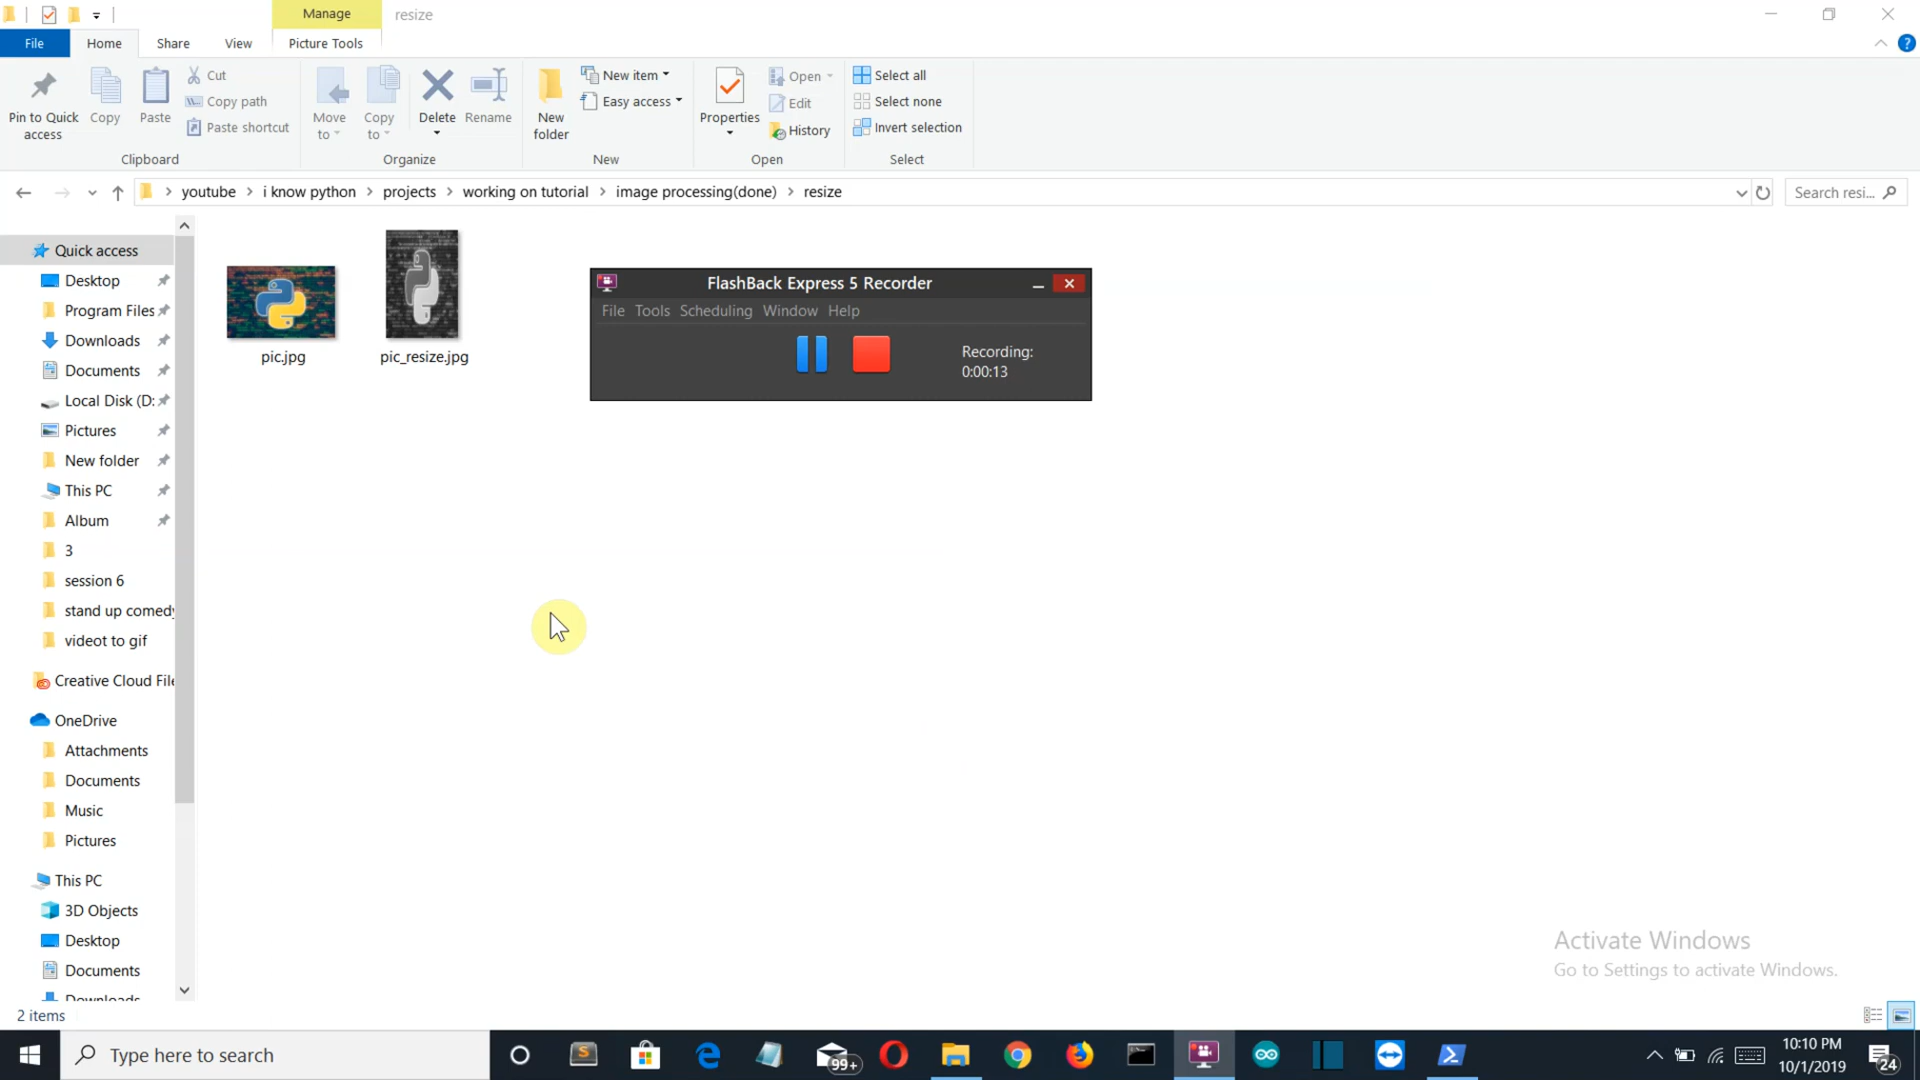 Manage
resize
File
Home
Share
View
Picture Tools
Pin to Quick access
Copy
Paste
Cut
Copy path
Paste shortcut
Clipboard
Move to
Copy to
Delete
Rename
Organize
New folder
New item
Easy access
New
Properties
Open
Edit
History
Open
Select all
Select none
Invert selection
Select
youtube
i know python
projects
working on tutorial
image processing(done)
resize
Search resi...
Quick access
Desktop
Program Files
Downloads
Documents
Local Disk (D:
Pictures
New folder
This PC
Album
3
session 6
stand up comedy
videot to gif
Creative Cloud File
OneDrive
Attachments
Documents
Music
Pictures
This PC
3D Objects
Desktop
Documents
Downloads
pic.jpg
pic_resize.jpg
FlashBack Express 5 Recorder
File Tools Scheduling Window Help
Recording:
0:00:13
Activate Windows
Go to Settings to activate Windows.
2 items
Type here to search
99+
10:10 PM
10/1/2019
24